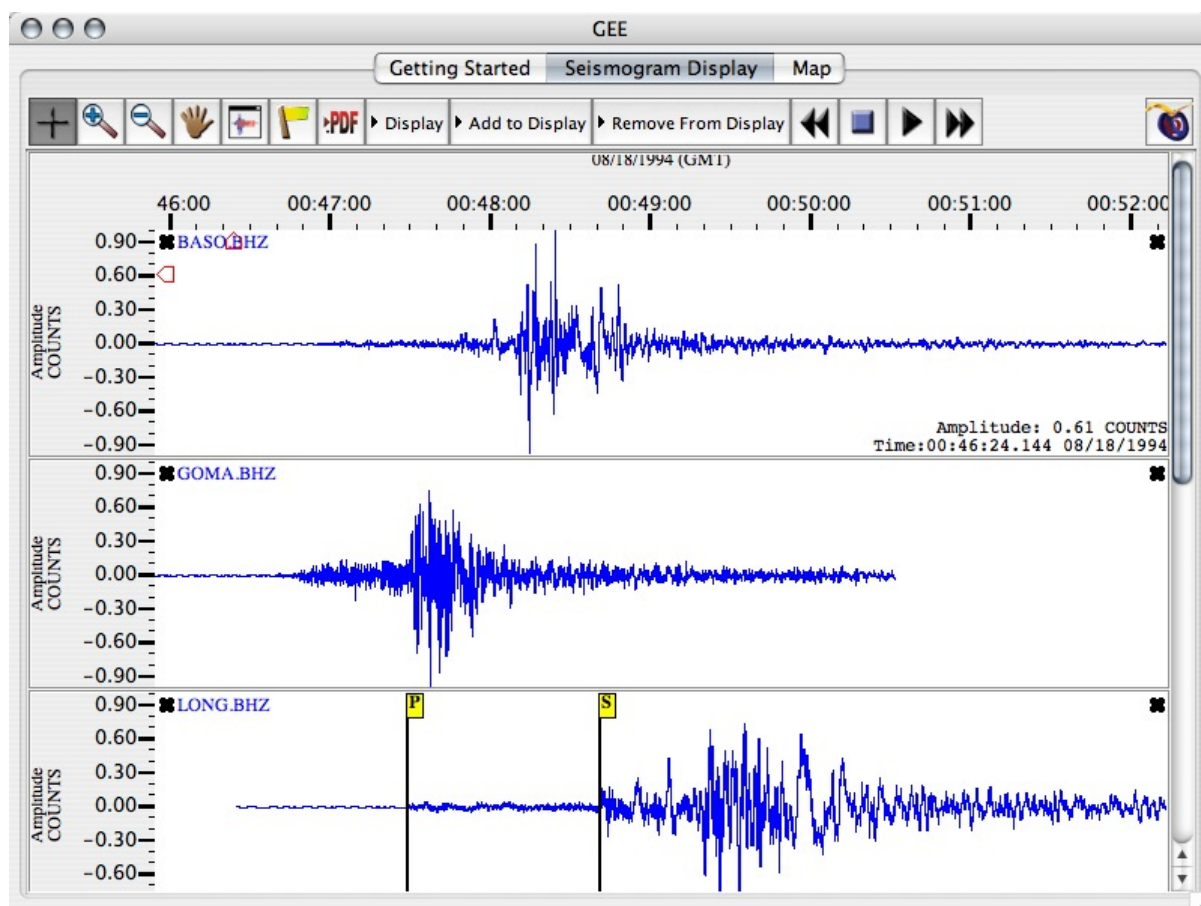 GEE
Getting Started Seismogram Display Map
PDF Display Add to Display Remove From Display
08/18/1994 (GMT)
46:00 00:47:00 00:48:00 00:49:00 00:50:00 00:51:00 00:52:00
Amplitude
COUNTS
0.90
0.60
0.30
0.00
-0.30
-0.60
-0.90
BASO.BHZ
Amplitude: 0.61 COUNTS
Time:00:46:24.144 08/18/1994
Amplitude
COUNTS
0.90
0.60
0.30
0.00
-0.30
-0.60
-0.90
GOMA.BHZ
Amplitude
COUNTS
0.90
0.60
0.30
0.00
-0.30
-0.60
LONG.BHZ
P
S